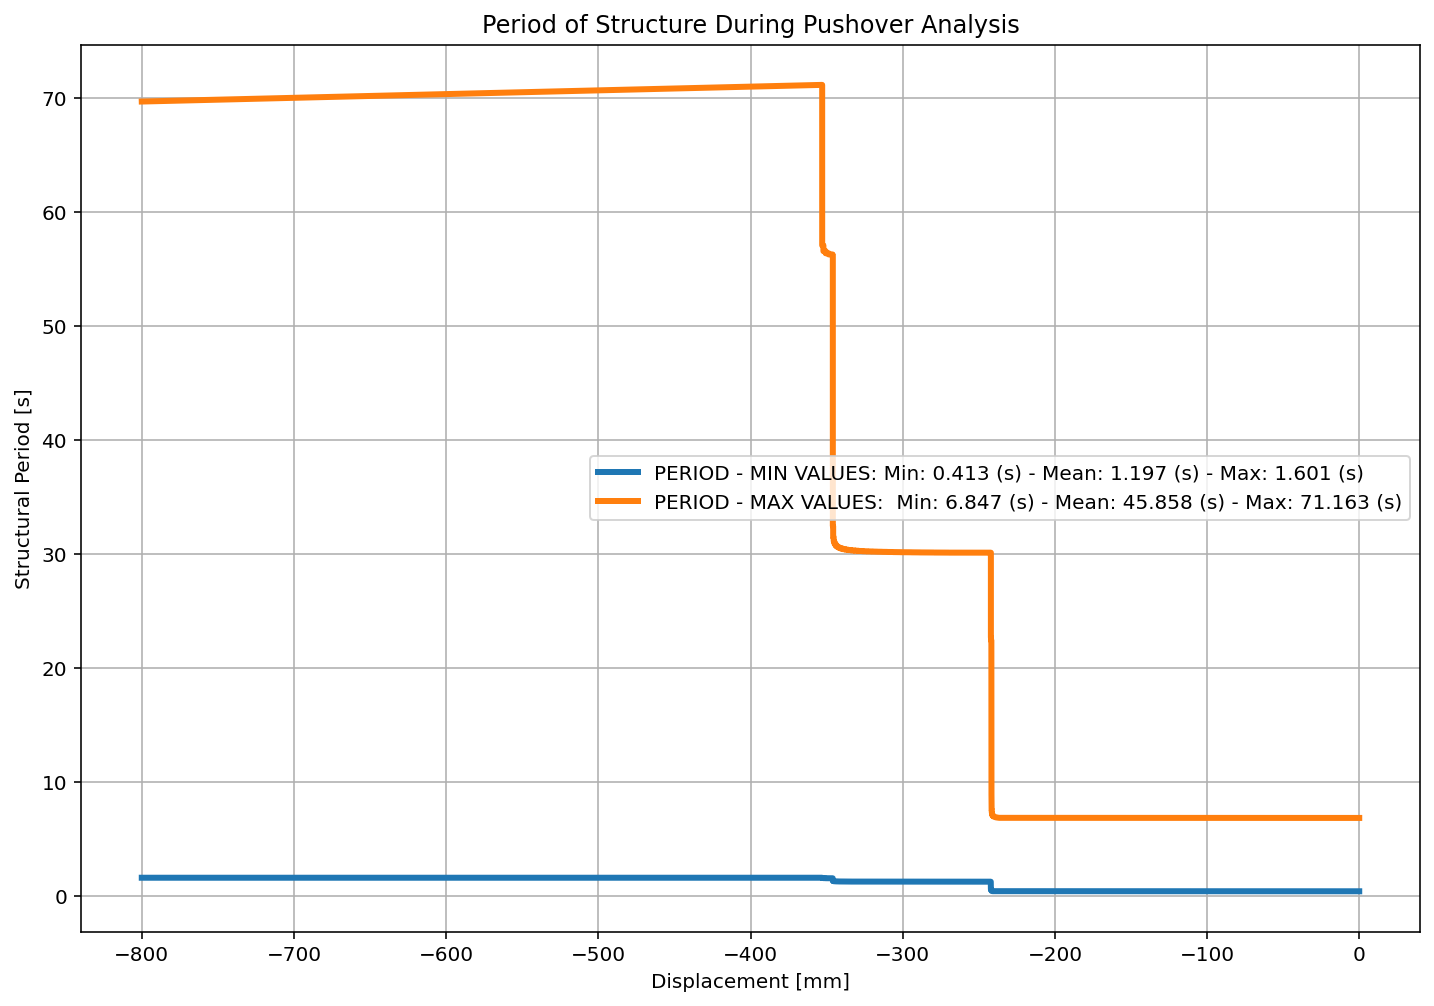 Period of Structure During Pushover Analysis
Structural Period [s]
70
60
50
40
30
20
10
0
PERIOD - MIN VALUES: Min: 0.413 (s) - Mean: 1.197 (s) - Max: 1.601 (s)
PERIOD - MAX VALUES:  Min: 6.847 (s) - Mean: 45.858 (s) - Max: 71.163 (s)
−800 −700 −600 −500 −400 −300 −200 −100 0
Displacement [mm]